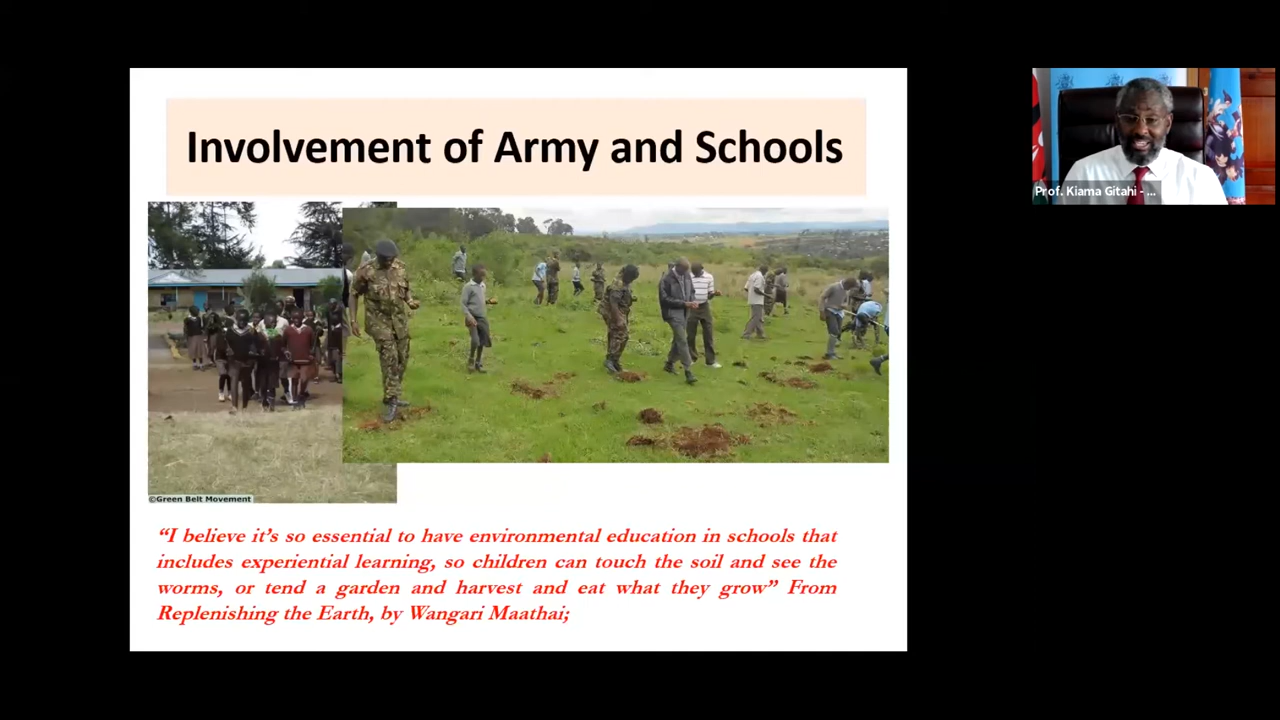 Involvement of Army and Schools
Prof. Kiama Gitahi - ...
©Green Belt Movement
“I believe it’s so essential to have environmental education in schools that
includes experiential learning, so children can touch the soil and see the
worms, or tend a garden and harvest and eat what they grow” From
Replenishing the Earth, by Wangari Maathai;